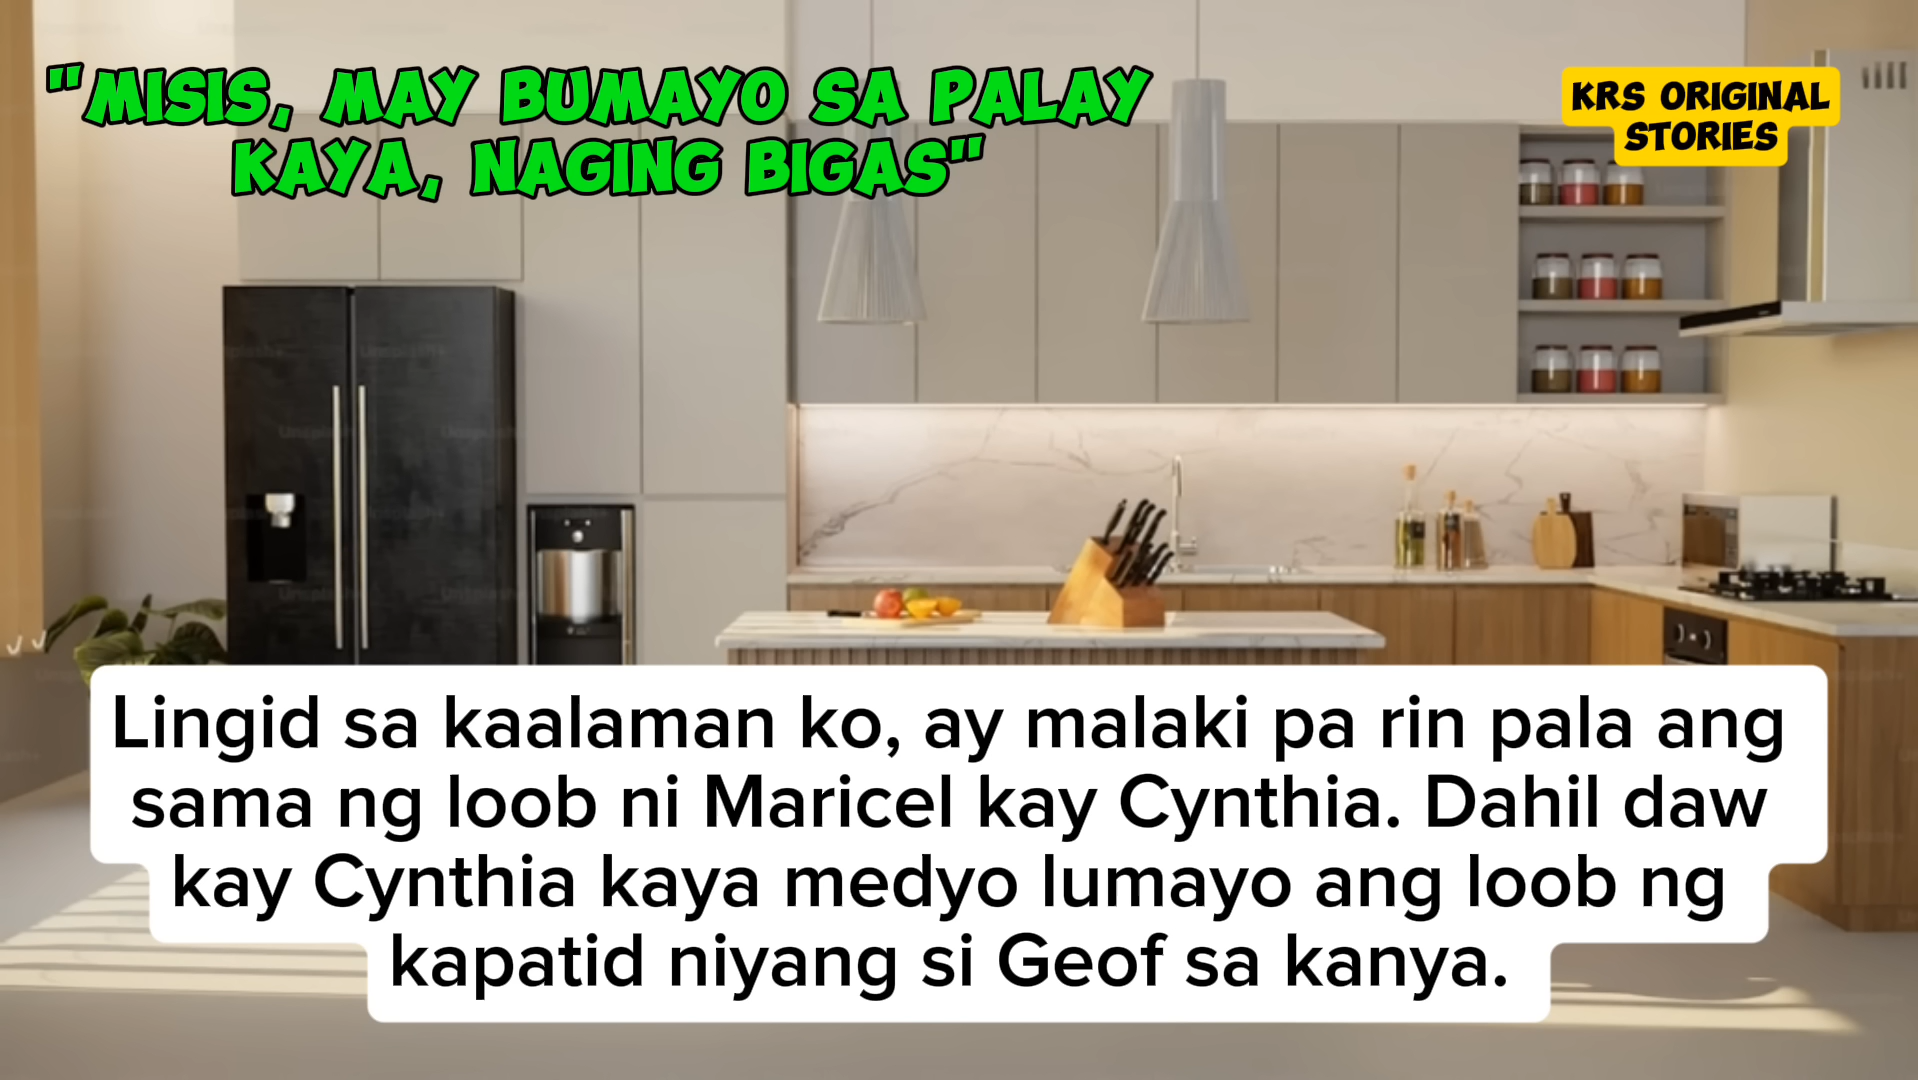 "MISIS, MAY BUMAYO SA PALAY
KAYA, NAGING BIGAS"
KRS ORIGINAL
STORIES
Lingid sa kaalaman ko, ay malaki pa rin pala ang
sama ng loob ni Maricel kay Cynthia. Dahil daw
kay Cynthia kaya medyo lumayo ang loob ng
kapatid niyang si Geof sa kanya.